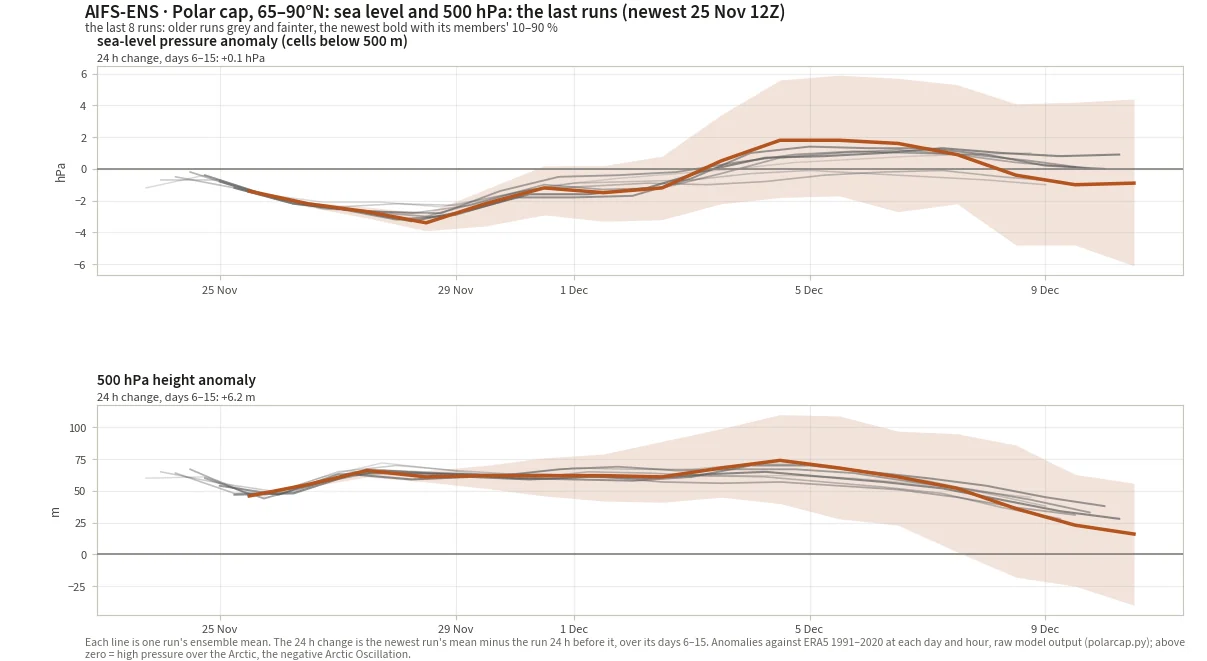 AIFS-ENS · Polar cap, 65–90°N: sea level and 500 hPa: the last runs (newest 25 Nov 12Z)
the last 8 runs: older runs grey and fainter, the newest bold with its members' 10–90 %
sea-level pressure anomaly (cells below 500 m)
24 h change, days 6–15: +0.1 hPa
6
4
2
0
−2
−4
−6
hPa
25 Nov
29 Nov
1 Dec
5 Dec
9 Dec
500 hPa height anomaly
24 h change, days 6–15: +6.2 m
100
75
50
25
0
−25
m
25 Nov
29 Nov
1 Dec
5 Dec
9 Dec
Each line is one run's ensemble mean. The 24 h change is the newest run's mean minus the run 24 h before it, over its days 6–15. Anomalies against ERA5 1991–2020 at each day and hour, raw model output (polarcap.py); above
zero = high pressure over the Arctic, the negative Arctic Oscillation.